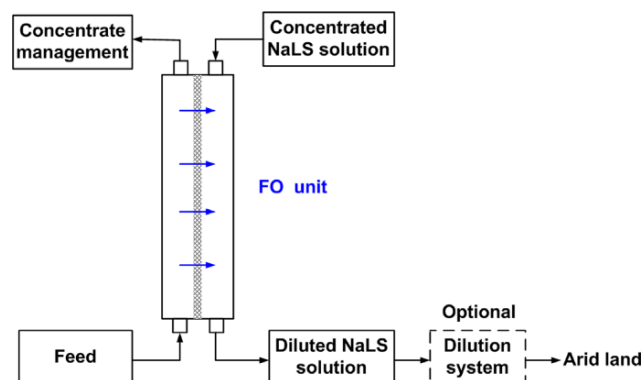 Concentrate
management
Concentrated
NaLS solution
FO unit
Feed
Diluted NaLS
solution
Optional
Dilution
system
Arid land